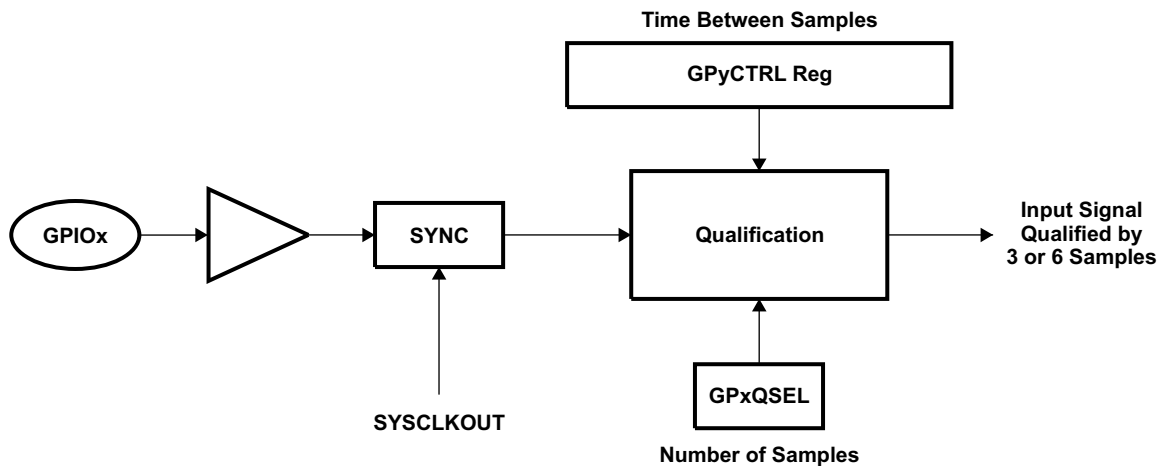 Time Between Samples
GPyCTRL Reg
GPIOx
SYNC
Qualification
Input Signal
Qualified by
3 or 6 Samples
GPxQSEL
SYSCLKOUT
Number of Samples